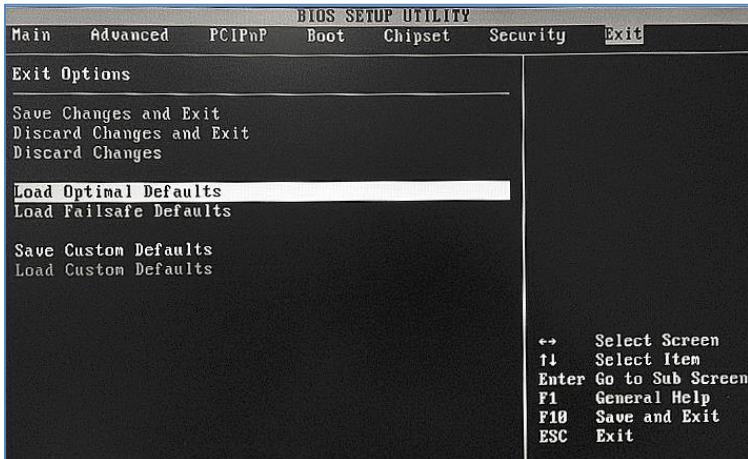 BIOS SETUP UTILITY
Main Advanced PCIPnP Boot Chipset Security Exit
Exit Options
Save Changes and Exit
Discard Changes and Exit
Discard Changes
Load Optimal Defaults
Load Failsafe Defaults
Save Custom Defaults
Load Custom Defaults
↔ Select Screen
↑↓ Select Item
Enter Go to Sub Screen
F1 General Help
F10 Save and Exit
ESC Exit